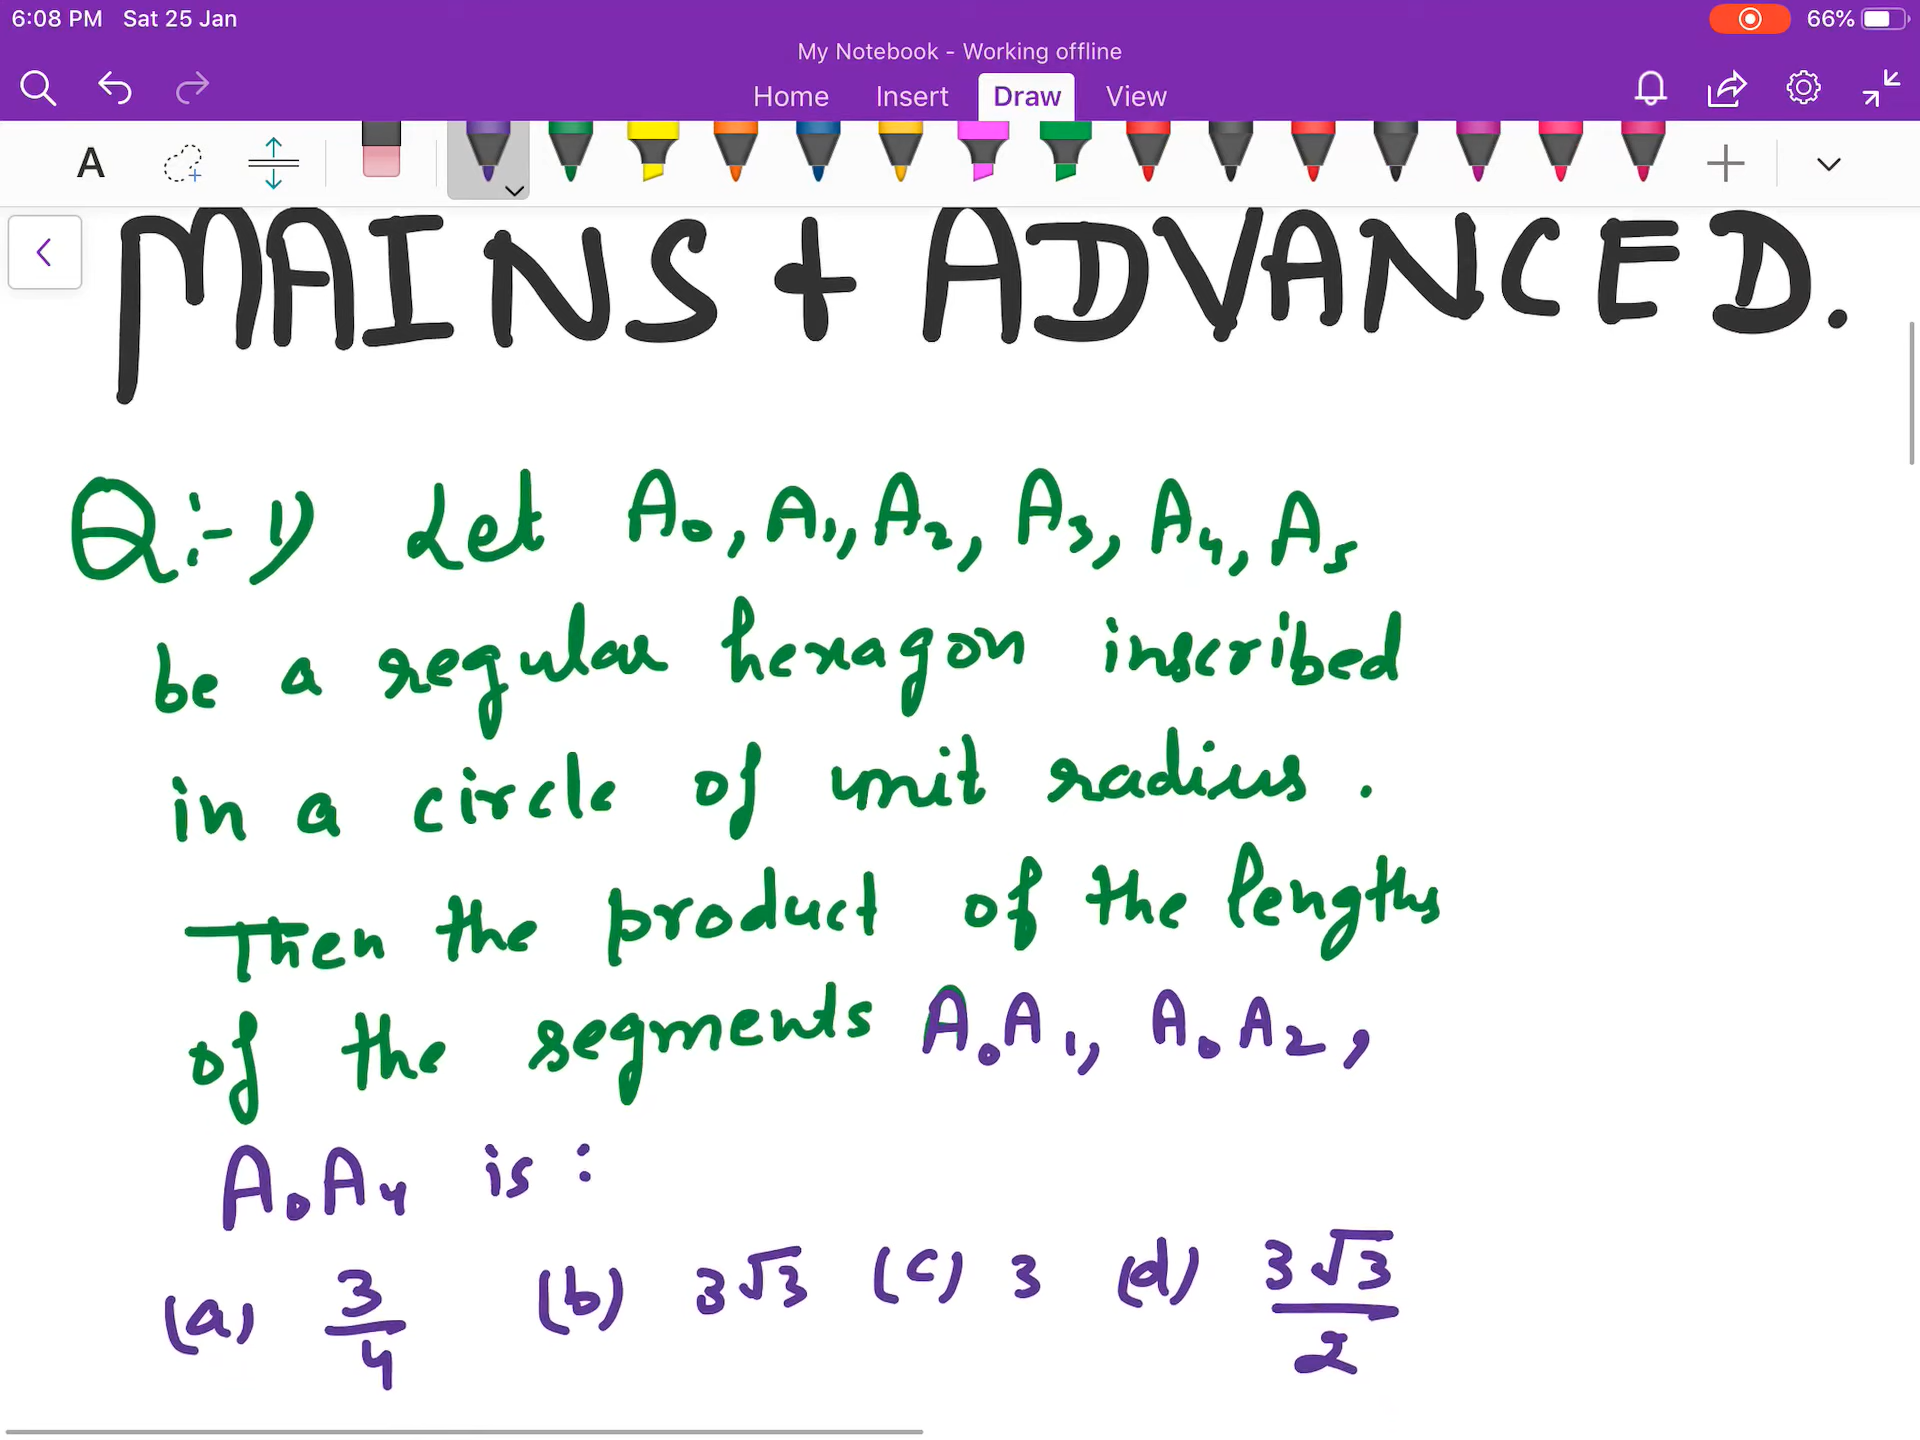 6:08 PM Sat 25 Jan
66%
My Notebook - Working offline
Home Insert Draw View
A
MAINS + ADVANCED.
Q:-1) Let A₀, A₁, A₂, A₃, A₄, A₅
be a regular hexagon inscribed
in a circle of unit radius.
Then the product of the lengths
of the segments A₀A₁, A₀A₂,
A₀A₄ is :
(a) 3/4 (b) 3√3 (c) 3 (d) 3√3/2